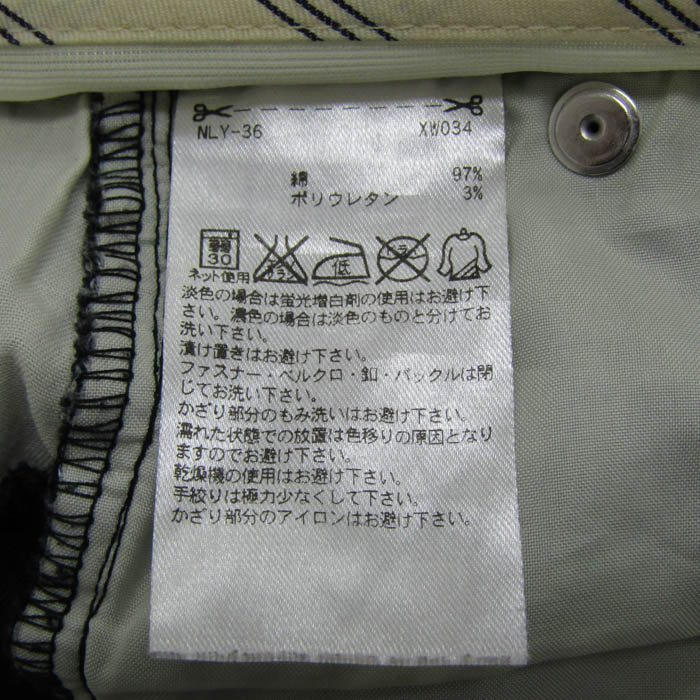 NLY-36 XW034
綿 97%
ポリウレタン 3%
30 低
ネット使用
淡色の場合は蛍光増白剤の使用はお避け下
さい。濃色の場合は淡色のものと分けてお
洗い下さい。
漬け置きはお避け下さい。
ファスナー・ベルクロ・釦・バックルは閉
じてお洗い下さい。
かざり部分のもみ洗いはお避け下さい。
濡れた状態での放置は色移りの原因となり
ますのでお避け下さい。
乾燥機の使用はお避け下さい。
手絞りは極力少なくして下さい。
かざり部分のアイロンはお避け下さい。